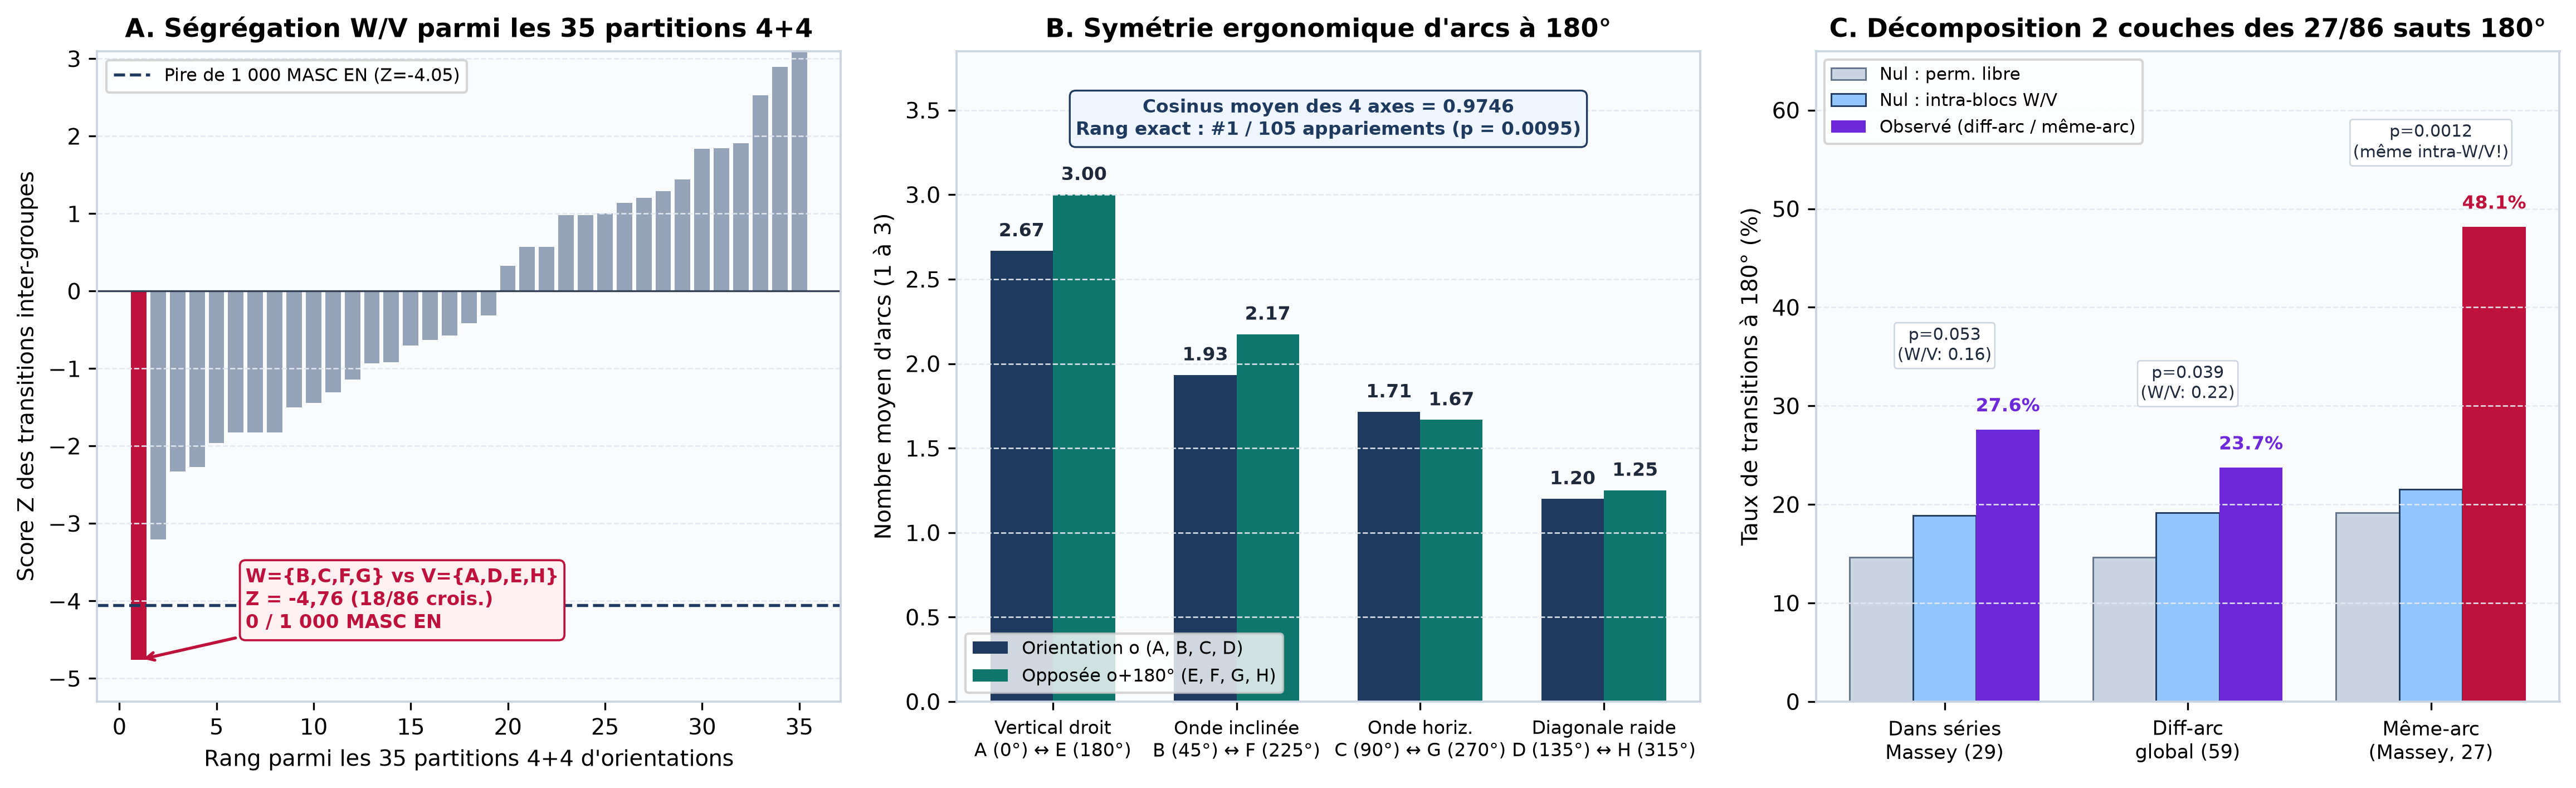 A. Ségrégation W/V parmi les 35 partitions 4+4
Score Z des transitions inter-groupes
3
2
1
0
−1
−2
−3
−4
−5
Pire de 1 000 MASC EN (Z=-4.05)
W={B,C,F,G} vs V={A,D,E,H}
Z = -4,76 (18/86 crois.)
0 / 1 000 MASC EN
0 5 10 15 20 25 30 35
Rang parmi les 35 partitions 4+4 d'orientations
B. Symétrie ergonomique d'arcs à 180°
Nombre moyen d'arcs (1 à 3)
3.5
3.0
2.5
2.0
1.5
1.0
0.5
0.0
Cosinus moyen des 4 axes = 0.9746
Rang exact : #1 / 105 appariements (p = 0.0095)
2.67 3.00
1.93 2.17
1.71 1.67
1.20 1.25
Orientation o (A, B, C, D)
Opposée o+180° (E, F, G, H)
Vertical droit
A (0°) ↔ E (180°)
Onde inclinée
B (45°) ↔ F (225°)
Onde horiz.
C (90°) ↔ G (270°)
Diagonale raide
D (135°) ↔ H (315°)
C. Décomposition 2 couches des 27/86 sauts 180°
Taux de transitions à 180° (%)
60
50
40
30
20
10
0
Nul : perm. libre
Nul : intra-blocs W/V
Observé (diff-arc / même-arc)
p=0.053
(W/V: 0.16)
27.6%
p=0.039
(W/V: 0.22)
23.7%
p=0.0012
(même intra-W/V!)
48.1%
Dans séries
Massey (29)
Diff-arc
global (59)
Même-arc
(Massey, 27)